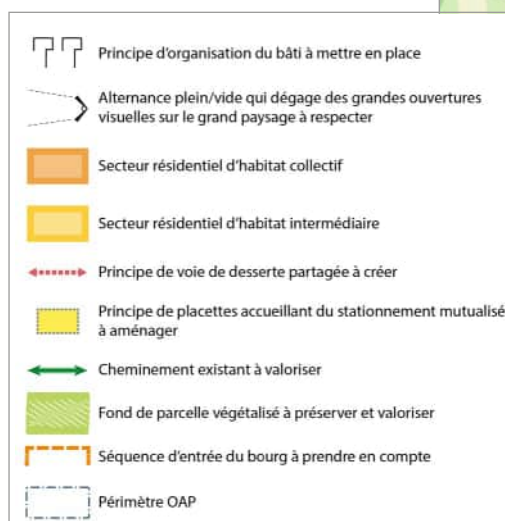 Principe d'organisation du bâti à mettre en place
Alternance plein/vide qui dégage des grandes ouvertures
visuelles sur le grand paysage à respecter
Secteur résidentiel d'habitat collectif
Secteur résidentiel d'habitat intermédiaire
Principe de voie de desserte partagée à créer
Principe de placettes accueillant du stationnement mutualisé
à aménager
Cheminement existant à valoriser
Fond de parcelle végétalisé à préserver et valoriser
Séquence d'entrée du bourg à prendre en compte
Périmètre OAP